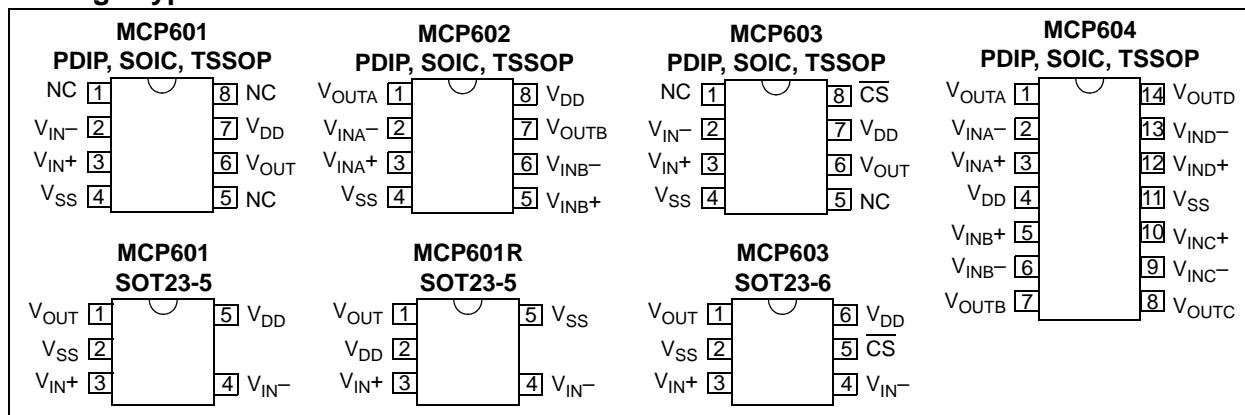 MCP601
PDIP, SOIC, TSSOP
NC 1 8 NC
VIN– 2 7 VDD
VIN+ 3 6 VOUT
VSS 4 5 NC
MCP602
PDIP, SOIC, TSSOP
VOUTA 1 8 VDD
VINA– 2 7 VOUTB
VINA+ 3 6 VINB–
VSS 4 5 VINB+
MCP603
PDIP, SOIC, TSSOP
NC 1 8 CS
VIN– 2 7 VDD
VIN+ 3 6 VOUT
VSS 4 5 NC
MCP604
PDIP, SOIC, TSSOP
VOUTA 1 14 VOUTD
VINA– 2 13 VIND–
VINA+ 3 12 VIND+
VDD 4 11 VSS
VINB+ 5 10 VINC+
VINB– 6 9 VINC–
VOUTB 7 8 VOUTC
MCP601
SOT23-5
VOUT 1 5 VDD
VSS 2
VIN+ 3 4 VIN–
MCP601R
SOT23-5
VOUT 1 5 VSS
VDD 2
VIN+ 3 4 VIN–
MCP603
SOT23-6
VOUT 1 6 VDD
VSS 2 5 CS
VIN+ 3 4 VIN–